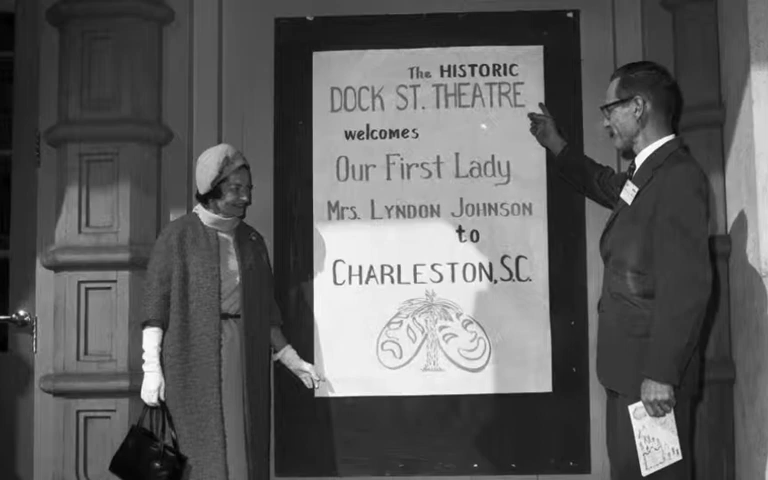 The HISTORIC
DOCK ST. THEATRE
welcomes
Our First Lady
MRS. LYNDON JOHNSON
to
CHARLESTON, S.C.